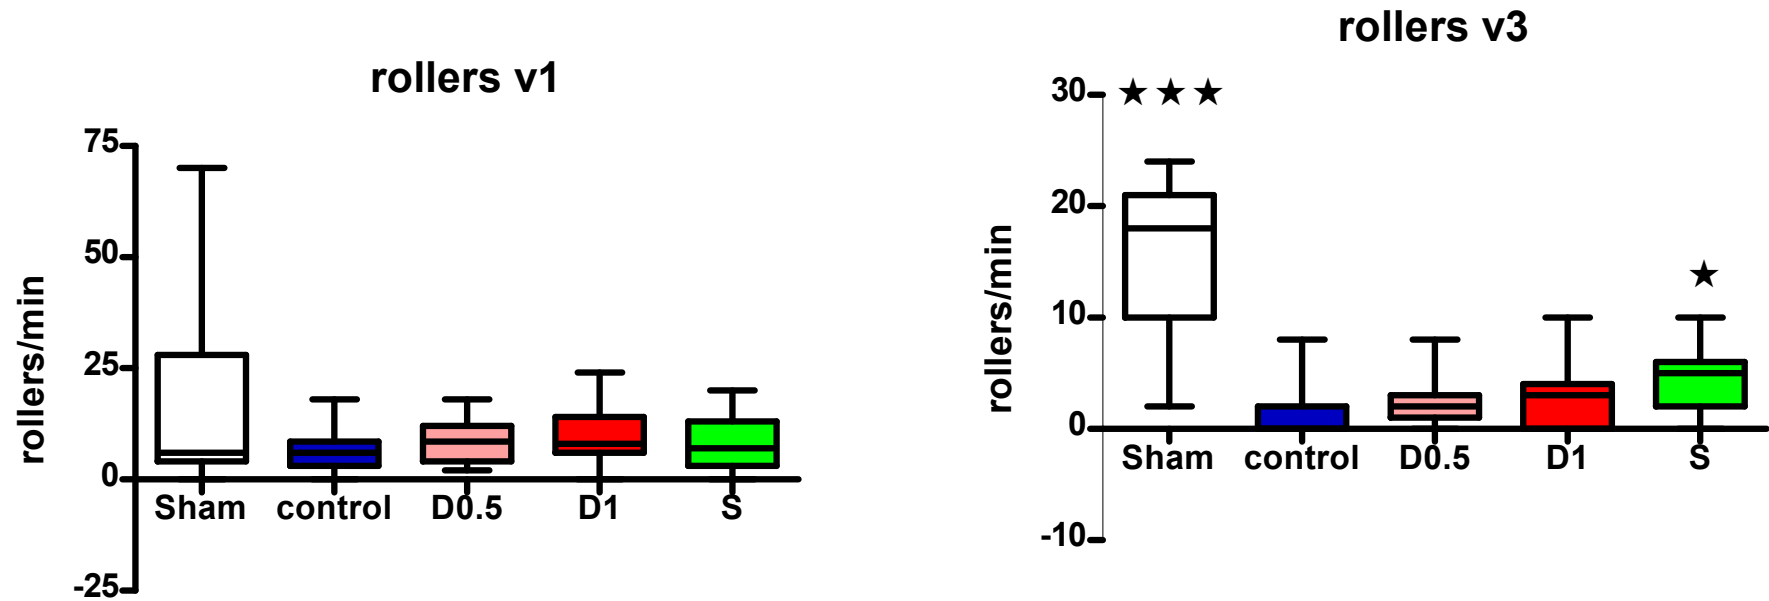 rollers v1
75
50
25
0
-25
rollers/min
Sham control D0.5 D1 S
rollers v3
30
20
10
0
-10
rollers/min
★ ★ ★
★
Sham control D0.5 D1 S